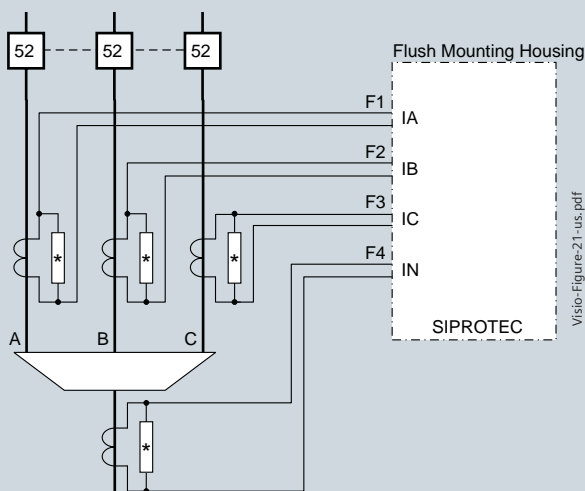 52 52 52
Flush Mounting Housing
F1
IA
F2
IB
F3
IC
F4
IN
* * * 
A B C
SIPROTEC
*
Visio-Figure-21-us.pdf